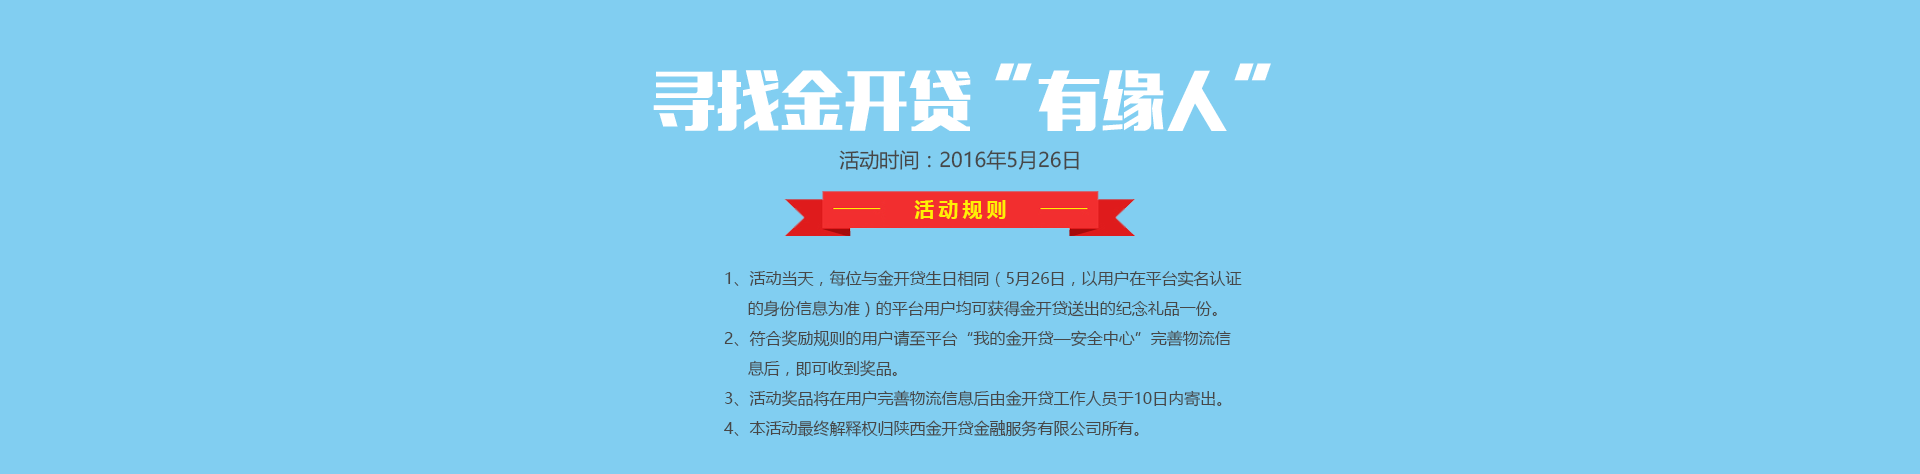 寻找金开贷“有缘人”
活动时间：2016年5月26日
活动规则
1、活动当天，每位与金开贷生日相同（5月26日，以用户在平台实名认证
的身份信息为准）的平台用户均可获得金开贷送出的纪念礼品一份。
2、符合奖励规则的用户请至平台“我的金开贷—安全中心”完善物流信
息后，即可收到奖品。
3、活动奖品将在用户完善物流信息后由金开贷工作人员于10日内寄出。
4、本活动最终解释权归陕西金开贷金融服务有限公司所有。